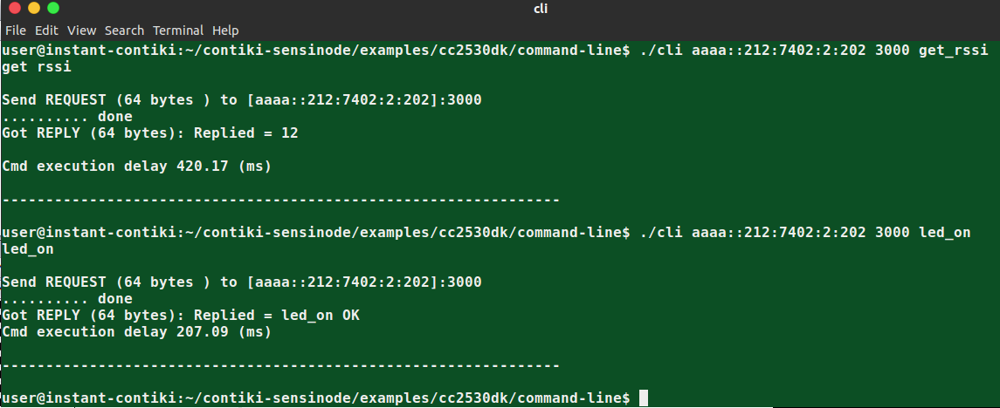 cli
File Edit View Search Terminal Help
user@instant-contiki:~/contiki-sensinode/examples/cc2530dk/command-line$ ./cli aaaa::212:7402:2:202 3000 get_rssi
get rssi
Send REQUEST (64 bytes ) to [aaaa::212:7402:2:202]:3000
.......... done
Got REPLY (64 bytes): Replied = 12
Cmd execution delay 420.17 (ms)
----------------------------------------------------------------
user@instant-contiki:~/contiki-sensinode/examples/cc2530dk/command-line$ ./cli aaaa::212:7402:2:202 3000 led_on
led_on
Send REQUEST (64 bytes ) to [aaaa::212:7402:2:202]:3000
.......... done
Got REPLY (64 bytes): Replied = led_on OK
Cmd execution delay 207.09 (ms)
----------------------------------------------------------------
user@instant-contiki:~/contiki-sensinode/examples/cc2530dk/command-line$